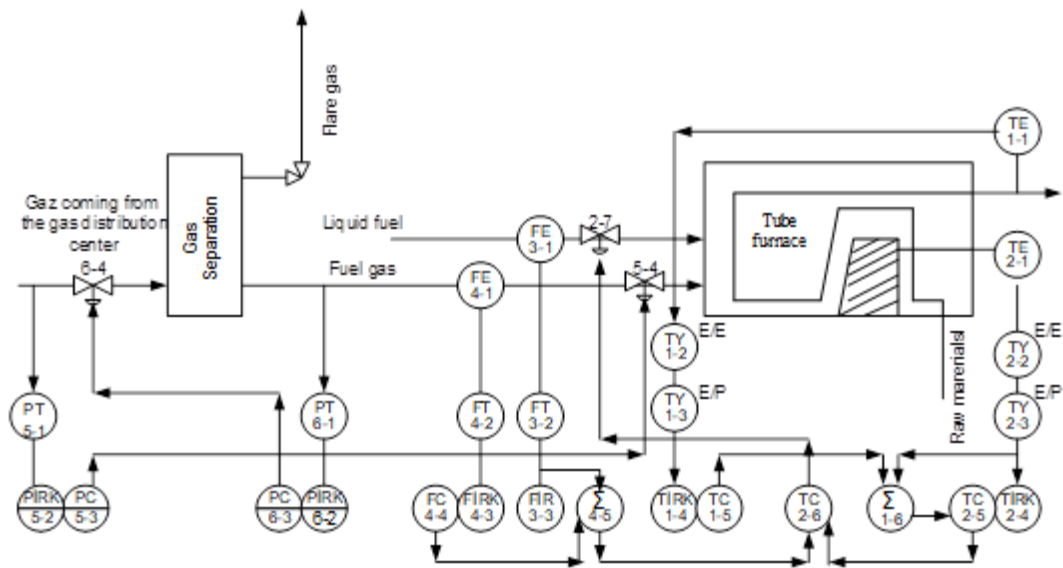 Flare gas
TE
1-1
Gaz coming from
the gas distribution
center
6-4
Gas
Separation
Liquid fuel
FE
3-1
2-7
Tube
furnace
TE
2-1
Fuel gas
FE
4-1
5-4
TY
1-2
E/E
TY
2-2
E/E
TY
1-3
E/P
TY
2-3
E/P
Raw marerialsl
PT
5-1
PT
6-1
FT
4-2
FT
3-2
PIRK
5-2
PC
5-3
PC
6-3
PIRK
6-2
FC
4-4
FIRK
4-3
FIR
3-3
Σ
4-5
TIRK
1-4
TC
1-5
TC
2-6
Σ
1-6
TC
2-5
TIRK
2-4